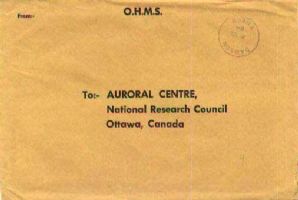 O.H.M.S.
From:-
To:- AURORAL CENTRE,
National Research Council
Ottawa, Canada